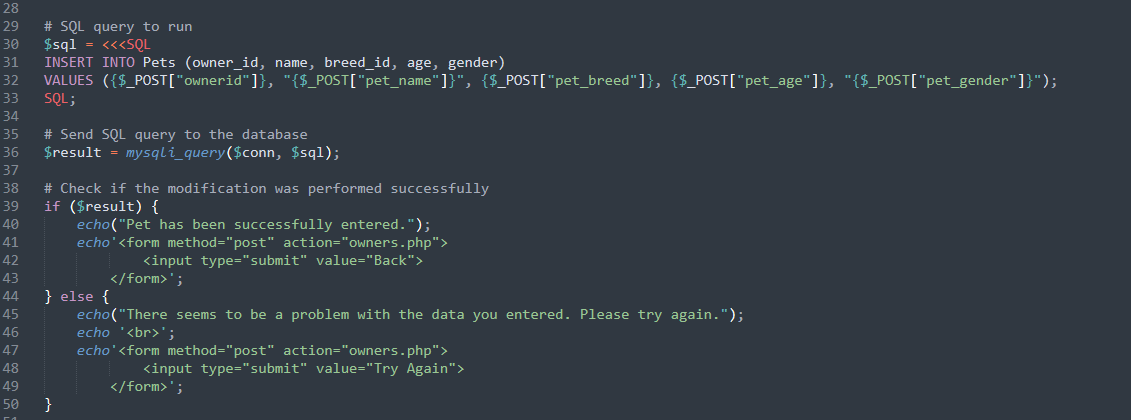 28
29 # SQL query to run
30 $sql = <<<SQL
31 INSERT INTO Pets (owner_id, name, breed_id, age, gender)
32 VALUES ({$_POST["ownerid"]}, "{$_POST["pet_name"]}", {$_POST["pet_breed"]}, {$_POST["pet_age"]}, "{$_POST["pet_gender"]}");
33 SQL;
34
35 # Send SQL query to the database
36 $result = mysqli_query($conn, $sql);
37
38 # Check if the modification was performed successfully
39 if ($result) {
40     echo("Pet has been successfully entered.");
41     echo'<form method="post" action="owners.php">
42             <input type="submit" value="Back">
43         </form>';
44 } else {
45     echo("There seems to be a problem with the data you entered. Please try again.");
46     echo '<br>';
47     echo'<form method="post" action="owners.php">
48             <input type="submit" value="Try Again">
49         </form>';
50 }